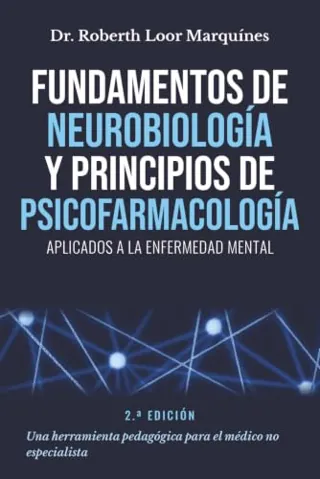 Dr. Roberth Loor Marquínes
FUNDAMENTOS DE
NEUROBIOLOGÍA
Y PRINCIPIOS DE
PSICOFARMACOLOGÍA
APLICADOS A LA ENFERMEDAD MENTAL
2.ª EDICIÓN
Una herramienta pedagógica para el médico no
especialista